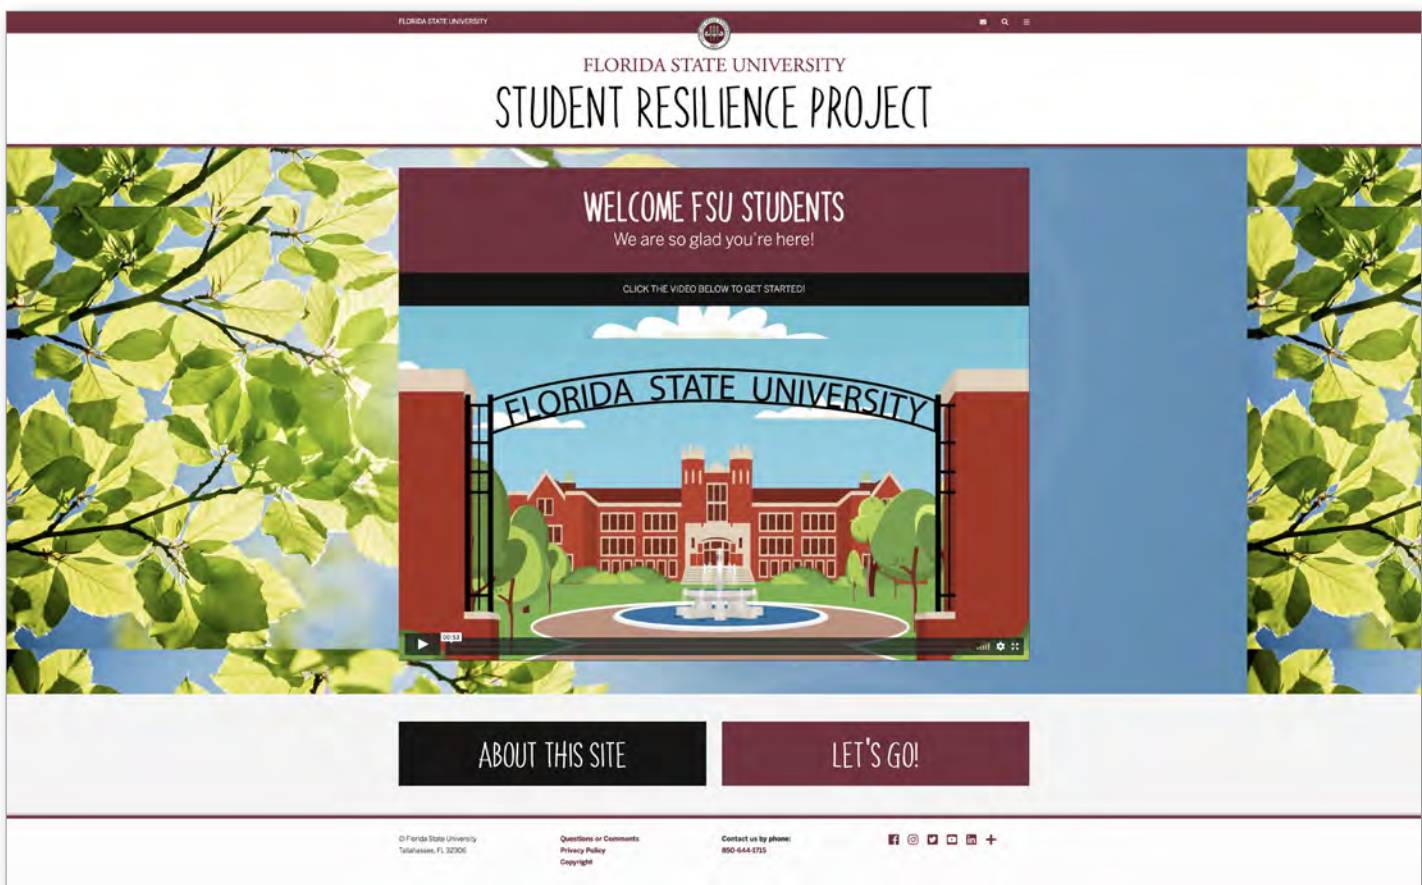 FLORIDA STATE UNIVERSITY
FLORIDA STATE UNIVERSITY
STUDENT RESILIENCE PROJECT
WELCOME FSU STUDENTS
We are so glad you're here!
CLICK THE VIDEO BELOW TO GET STARTED!
FLORIDA STATE UNIVERSITY
00:53
ABOUT THIS SITE
LET'S GO!
© Florida State University
Tallahassee, FL 32306
Questions or Comments
Privacy Policy
Copyright
Contact us by phone:
850-644-1715